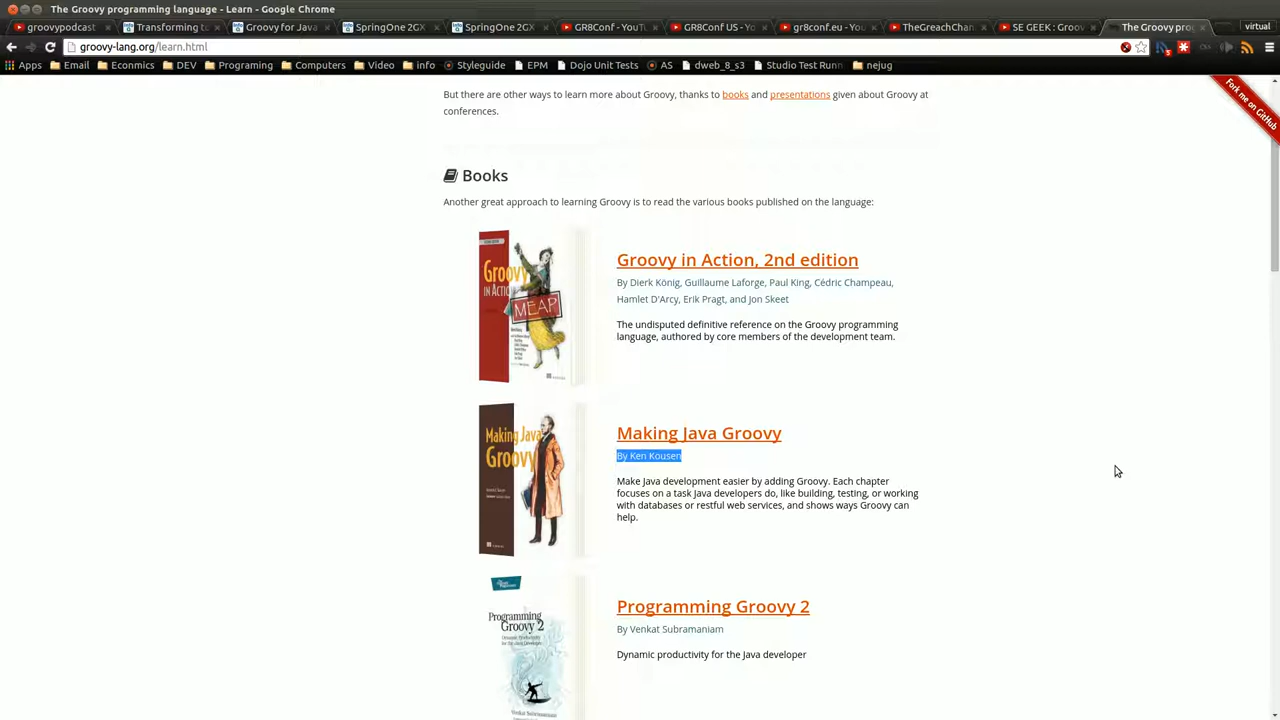 The Groovy programming language - Learn - Google Chrome
groovypodcast
Transforming to
Groovy for Java
SpringOne 2GX
SpringOne 2GX
GR8Conf - YouTu
GR8Conf US - Yo
gr8conf.eu - You
TheGreachChan
SE GEEK : Groov
The Groovy prog
virtual
groovy-lang.org/learn.html
Apps Email Econmics DEV Programing Computers Video info Styleguide EPM Dojo Unit Tests AS dweb_8_s3 Studio Test Runn nejug
Fork me on GitHub
But there are other ways to learn more about Groovy, thanks to books and presentations given about Groovy at
conferences.
Books
Another great approach to learning Groovy is to read the various books published on the language:
Groovy
IN ACTION
MEAP
Groovy in Action, 2nd edition
By Dierk König, Guillaume Laforge, Paul King, Cédric Champeau,
Hamlet D'Arcy, Erik Pragt, and Jon Skeet
The undisputed definitive reference on the Groovy programming
language, authored by core members of the development team.
Making Java
Groovy
Making Java Groovy
By Ken Kousen
Make Java development easier by adding Groovy. Each chapter
focuses on a task Java developers do, like building, testing, or working
with databases or restful web services, and shows ways Groovy can
help.
Programming
Groovy 2
Venkat Subramaniam
Programming Groovy 2
By Venkat Subramaniam
Dynamic productivity for the Java developer